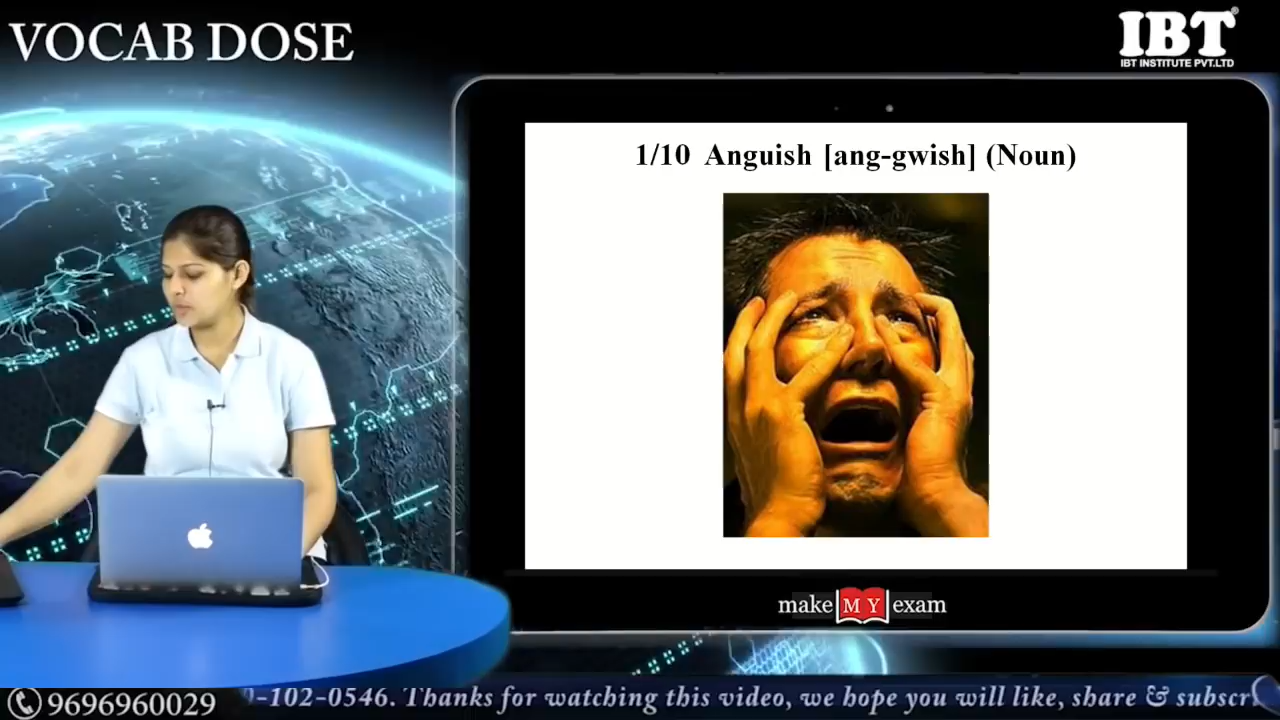 VOCAB DOSE
IBT®
IBT INSTITUTE PVT.LTD
1/10 Anguish [ang-gwish] (Noun)
make MY exam
9696960029
-102-0546. Thanks for watching this video, we hope you will like, share &